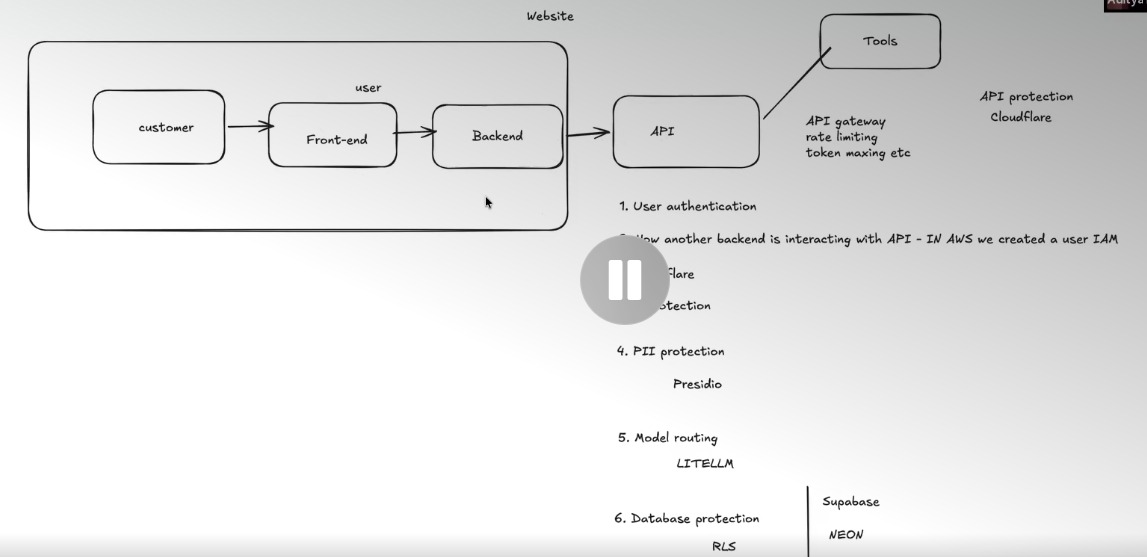 Website
Tools
user
customer
Front-end
Backend
API
API gateway
rate limiting
token maxing etc
API protection
Cloudflare
1. User authentication
another backend is interacting with API - IN AWS we created a user IAM
4. PII protection
Presidio
5. Model routing
LITELLM
6. Database protection
RLS
Supabase
NEON